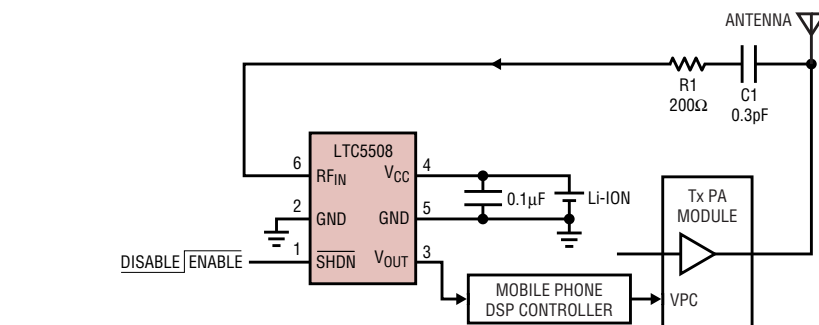 ANTENNA
R1
200Ω
C1
0.3pF
LTC5508
6
RFIN
VCC
4
0.1µF
Li-ION
Tx PA
MODULE
2
GND
GND
5
1
DISABLE ENABLE
SHDN
VOUT
3
MOBILE PHONE
DSP CONTROLLER
VPC